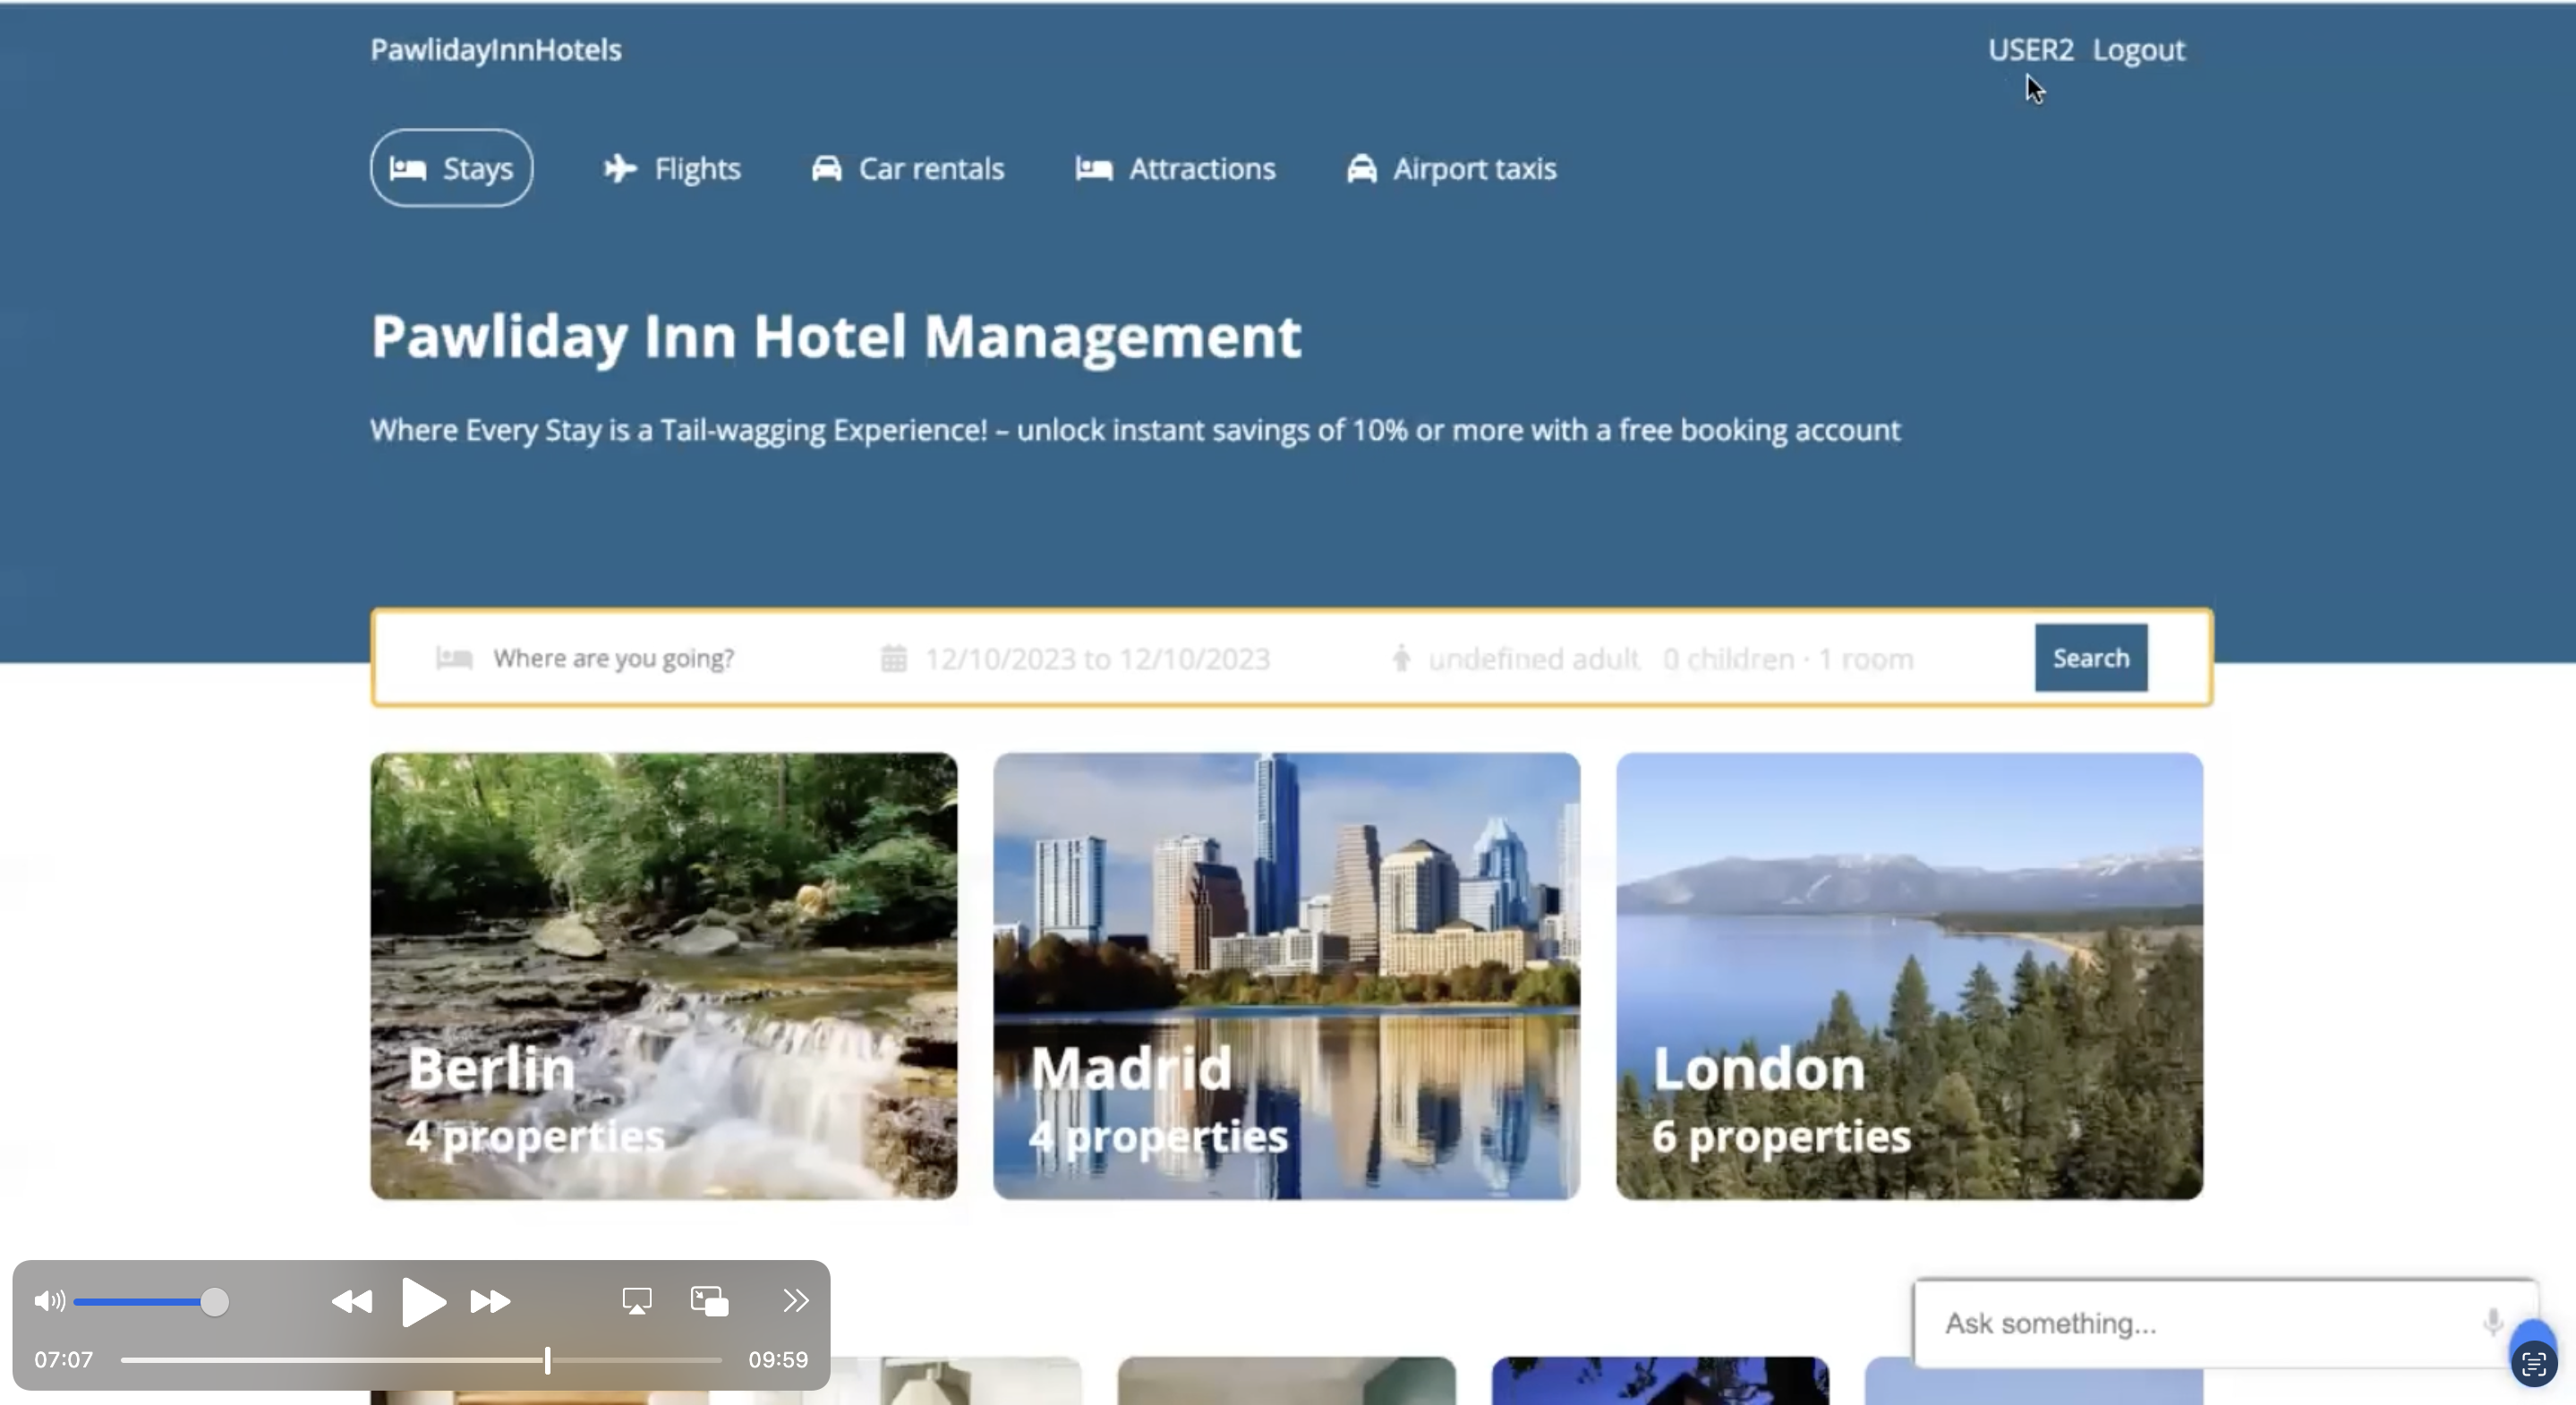 PawlidayInnHotels
USER2 Logout
Stays Flights Car rentals Attractions Airport taxis
Pawliday Inn Hotel Management
Where Every Stay is a Tail-wagging Experience! – unlock instant savings of 10% or more with a free booking account
Where are you going? 12/10/2023 to 12/10/2023 undefined adult 0 children · 1 room Search
Berlin
4 properties
Madrid
4 properties
London
6 properties
07:07 09:59
Ask something...